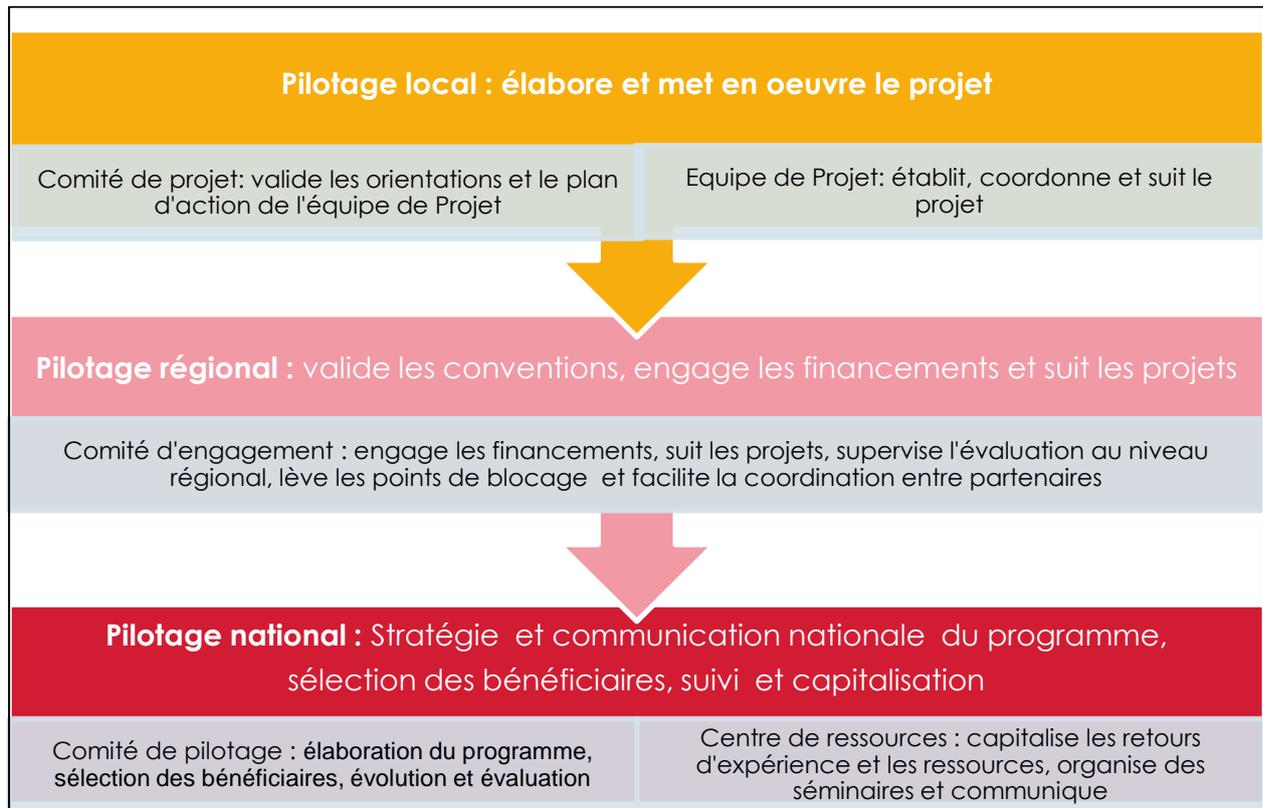 Pilotage local : élabore et met en oeuvre le projet
Comité de projet: valide les orientations et le plan
d'action de l'équipe de Projet
Equipe de Projet: établit, coordonne et suit le
projet
Pilotage régional : valide les conventions, engage les financements et suit les projets
Comité d'engagement : engage les financements, suit les projets, supervise l'évaluation au niveau
régional, lève les points de blocage et facilite la coordination entre partenaires
Pilotage national : Stratégie et communication nationale du programme,
sélection des bénéficiaires, suivi et capitalisation
Comité de pilotage : élaboration du programme,
sélection des bénéficiaires, évolution et évaluation
Centre de ressources : capitalise les retours
d'expérience et les ressources, organise des
séminaires et communique